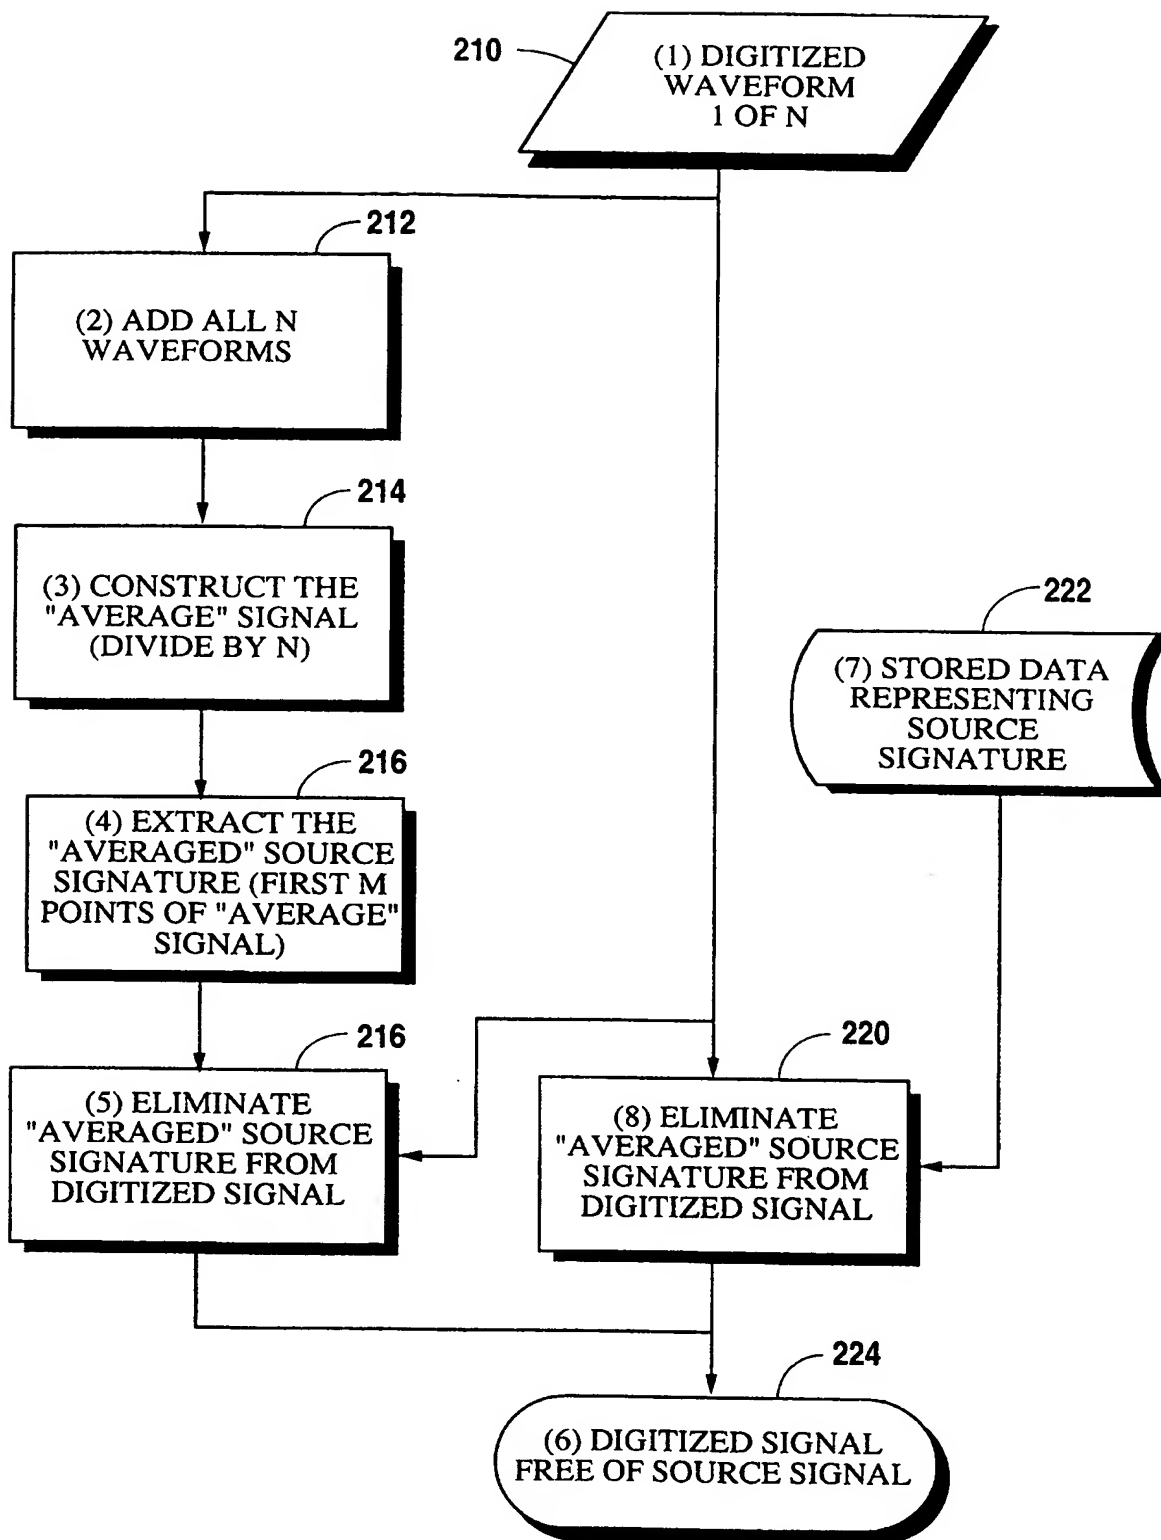 210
(1) DIGITIZED
WAVEFORM
1 OF N
212
(2) ADD ALL N
WAVEFORMS
214
(3) CONSTRUCT THE
"AVERAGE" SIGNAL
(DIVIDE BY N)
222
(7) STORED DATA
REPRESENTING
SOURCE
SIGNATURE
216
(4) EXTRACT THE
"AVERAGED" SOURCE
SIGNATURE (FIRST M
POINTS OF "AVERAGE"
SIGNAL)
216
(5) ELIMINATE
"AVERAGED" SOURCE
SIGNATURE FROM
DIGITIZED SIGNAL
220
(8) ELIMINATE
"AVERAGED" SOURCE
SIGNATURE FROM
DIGITIZED SIGNAL
224
(6) DIGITIZED SIGNAL
FREE OF SOURCE SIGNAL